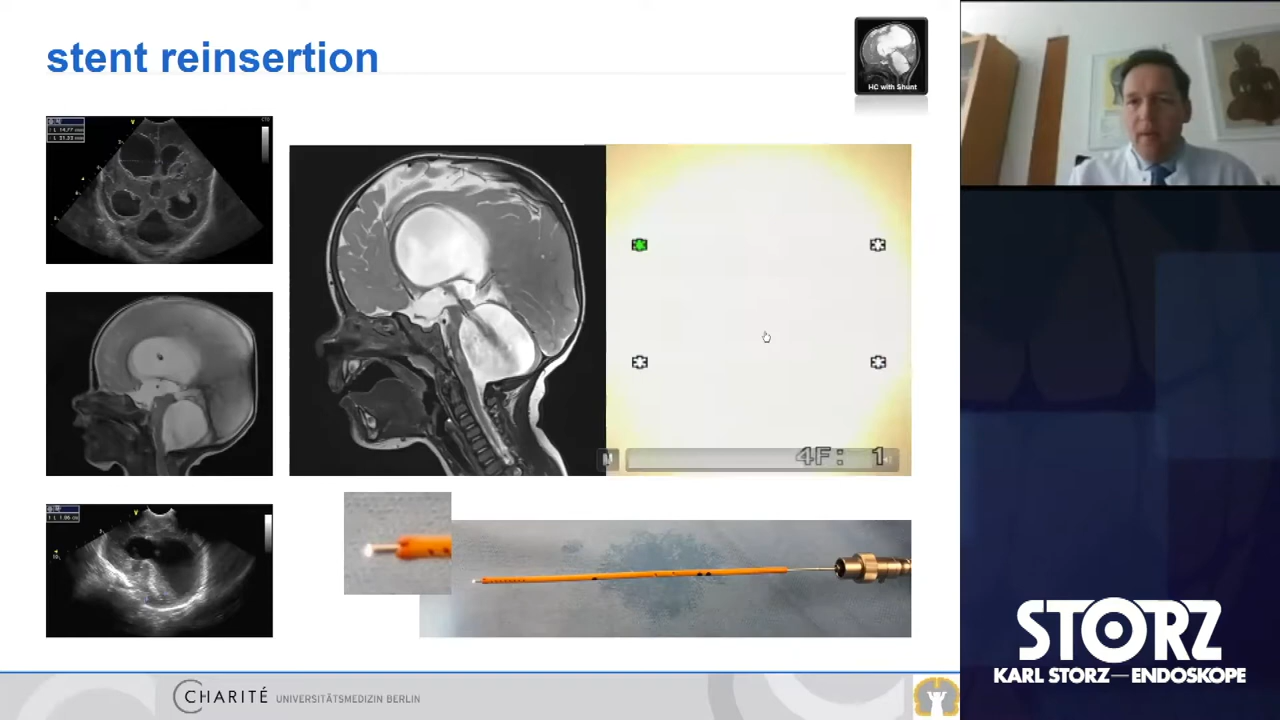 stent reinsertion
HC with Shunt
4F: 1
M
CHARITÉ UNIVERSITÄTSMEDIZIN BERLIN
STORZ
KARL STORZ—ENDOSKOPE